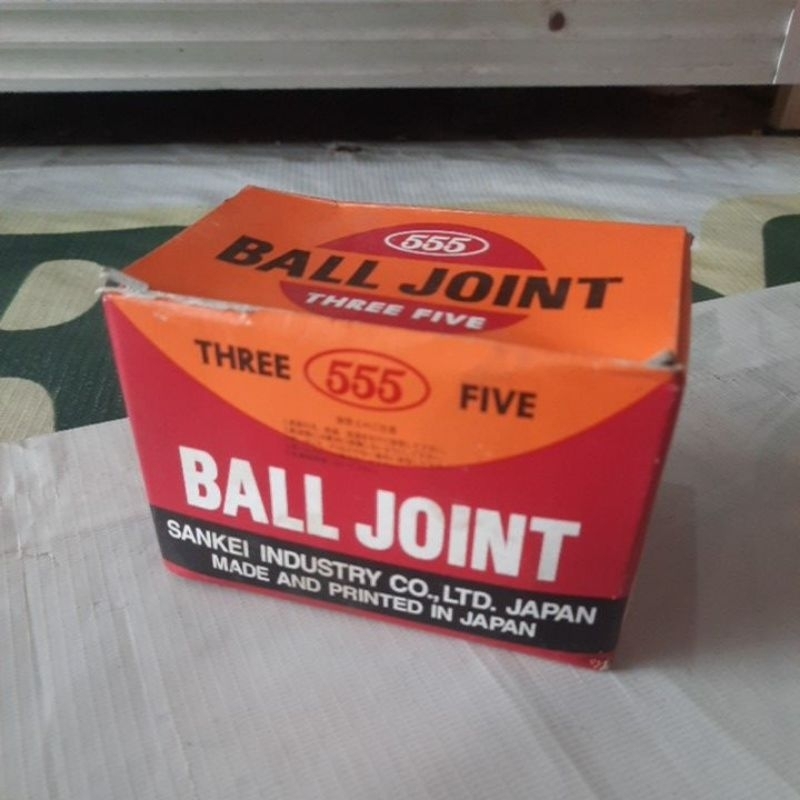 555
BALL JOINT
THREE FIVE
THREE 555 FIVE
BALL JOINT
SANKEI INDUSTRY CO.,LTD. JAPAN
MADE AND PRINTED IN JAPAN